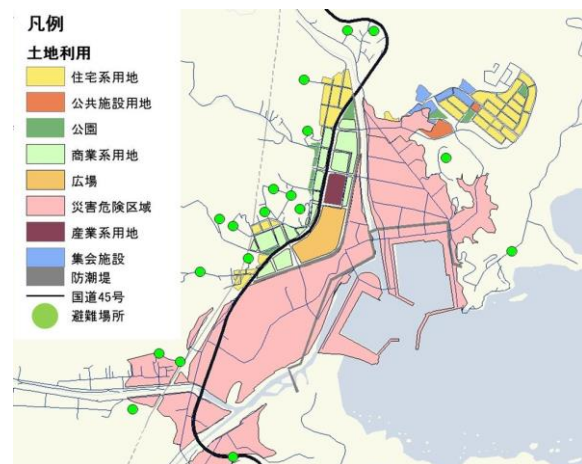 凡例
土地利用
住宅系用地
公共施設用地
公園
商業系用地
広場
災害危険区域
産業系用地
集会施設
防潮堤
国道45号
避難場所